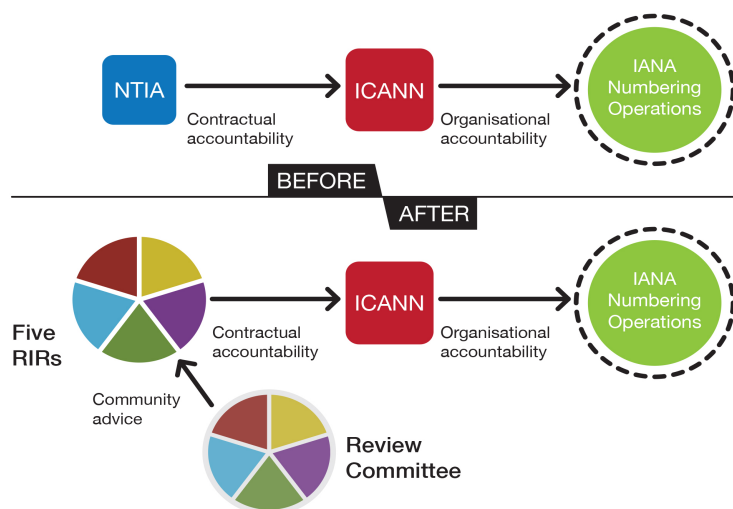 NTIA
Contractual
accountability
ICANN
Organisational
accountability
IANA
Numbering
Operations
BEFORE
AFTER
Five
RIRs
Contractual
accountability
ICANN
Organisational
accountability
IANA
Numbering
Operations
Community
advice
Review
Committee